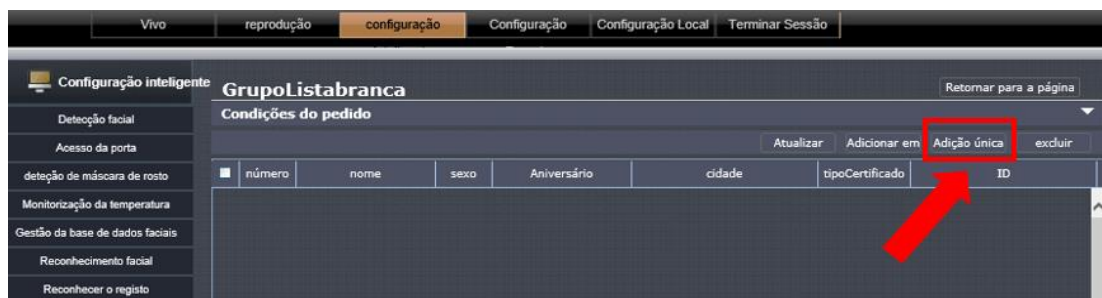 Vivo reprodução configuração Configuração Configuração Local Terminar Sessão
Configuração inteligente
GrupoListabranca
Retornar para a página
Detecção facial
Condições do pedido
Acesso da porta
Atualizar Adicionar em Adição única excluir
deteção de máscara de rosto
número nome sexo Aniversário cidade tipoCertificado ID
Monitorização da temperatura
Gestão da base de dados faciais
Reconhecimento facial
Reconhecer o registo